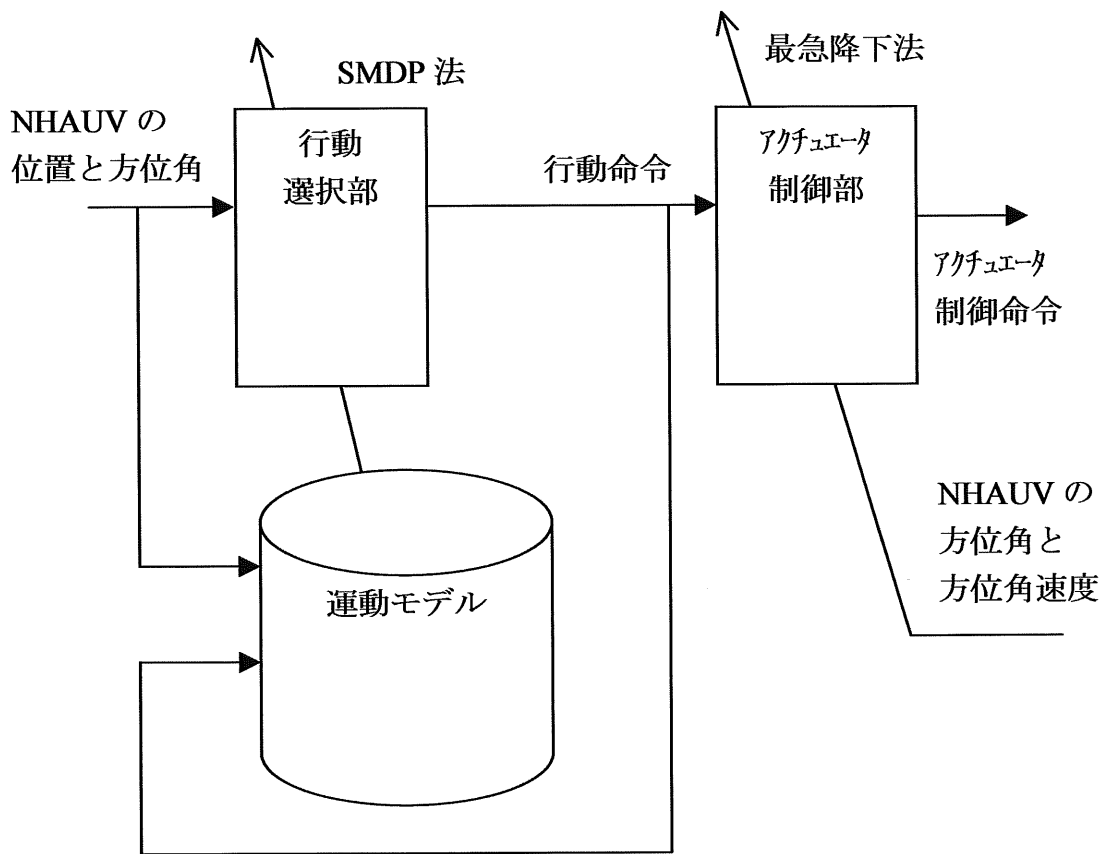 SMDP 法
最急降下法
NHAUV の
位置と方位角
行動
選択部
行動命令
アクチュエータ
制御部
アクチュエータ
制御命令
運動モデル
NHAUV の
方位角と
方位角速度